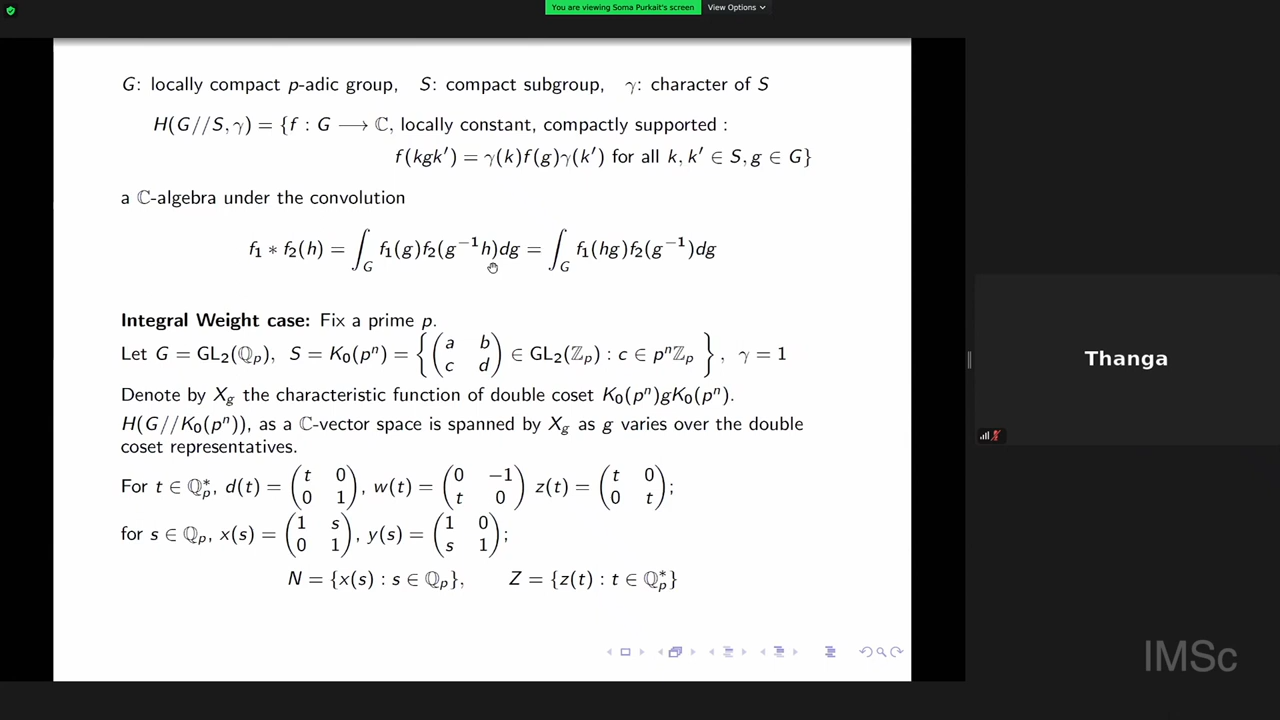 You are viewing Soma Purkait's screen
View Options
G: locally compact p-adic group, S: compact subgroup, γ: character of S
H(G//S, γ) = {f : G ⟶ ℂ, locally constant, compactly supported :
f(kgk′) = γ(k)f(g)γ(k′) for all k, k′ ∈ S, g ∈ G}
a ℂ-algebra under the convolution
f₁ ∗ f₂(h) = ∫_G f₁(g)f₂(g⁻¹h)dg = ∫_G f₁(hg)f₂(g⁻¹)dg
Integral Weight case: Fix a prime p.
Let G = GL₂(ℚ_p), S = K₀(pⁿ) = { (a b; c d) ∈ GL₂(ℤ_p) : c ∈ pⁿℤ_p }, γ = 1
Denote by X_g the characteristic function of double coset K₀(pⁿ)gK₀(pⁿ).
H(G//K₀(pⁿ)), as a ℂ-vector space is spanned by X_g as g varies over the double
coset representatives.
For t ∈ ℚ_p^*, d(t) = (t 0; 0 1), w(t) = (0 −1; t 0) z(t) = (t 0; 0 t);
for s ∈ ℚ_p, x(s) = (1 s; 0 1), y(s) = (1 0; s 1);
N = {x(s) : s ∈ ℚ_p}, Z = {z(t) : t ∈ ℚ_p^*}
Thanga
IMSc